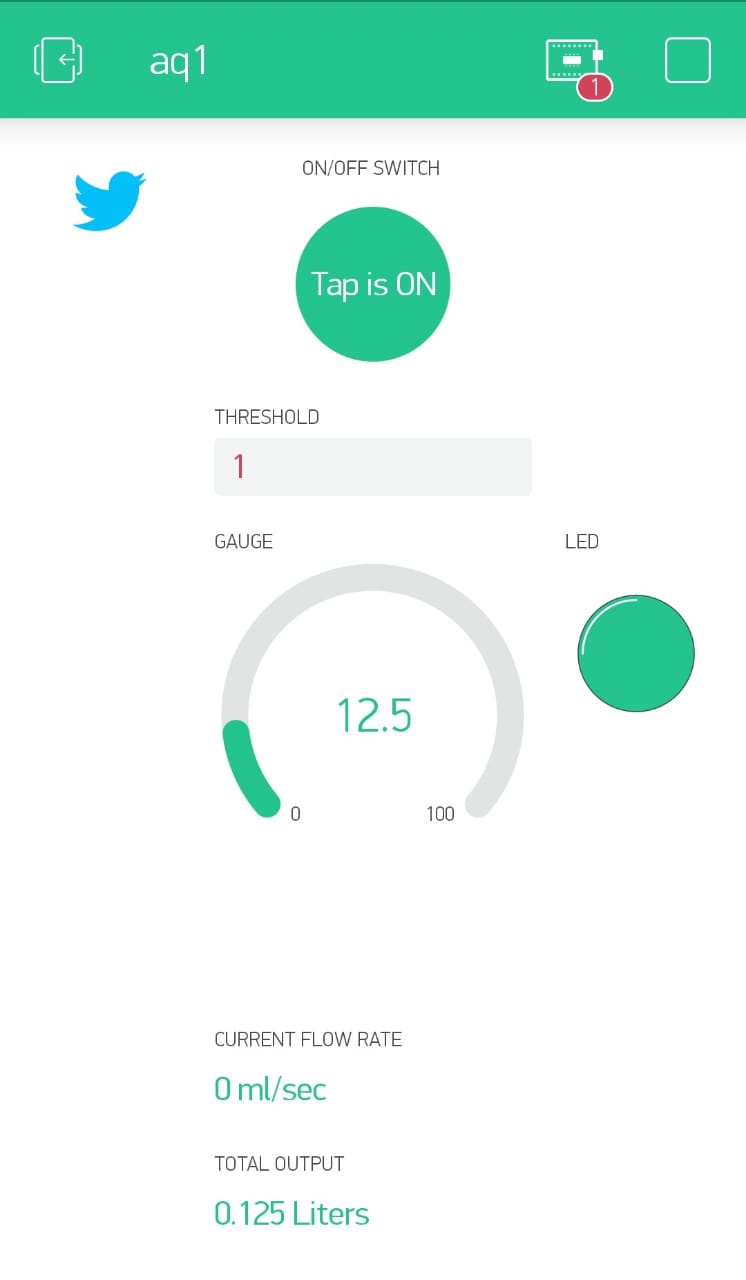 aq1
1
ON/OFF SWITCH
Tap is ON
THRESHOLD
1
GAUGE
LED
12.5
0
100
CURRENT FLOW RATE
0 ml/sec
TOTAL OUTPUT
0.125 Liters